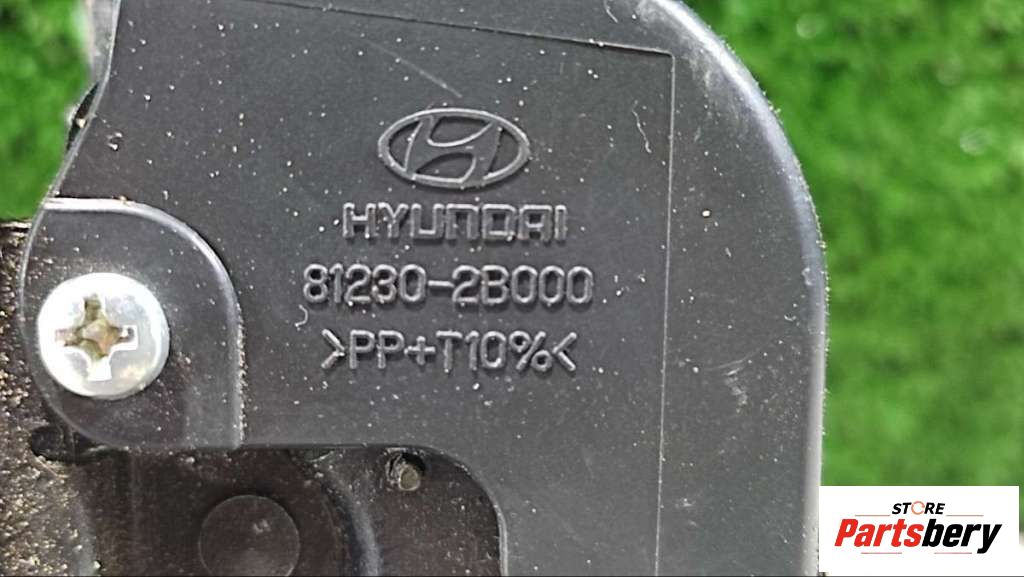 HYUNDAI
81230-2B000
>PP+T10%<
STORE
Partsbery